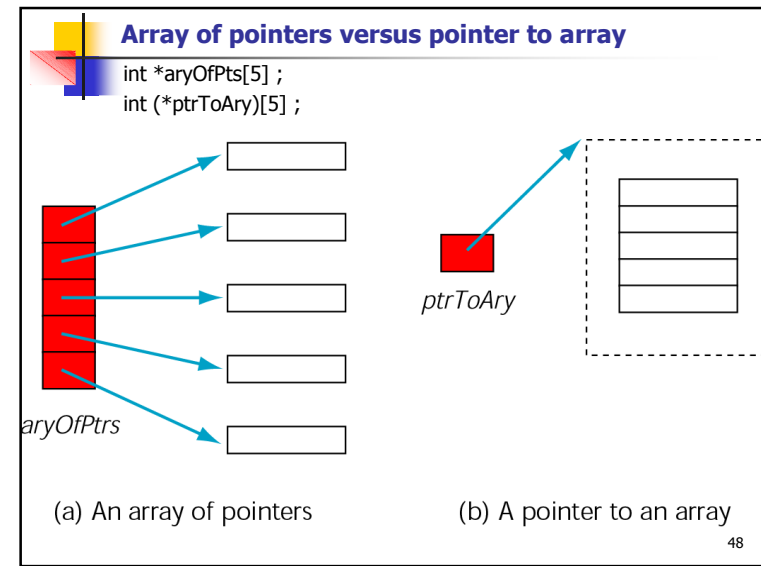 Array of pointers versus pointer to array
int *aryOfPts[5] ;
int (*ptrToAry)[5] ;
ptrToAry
aryOfPtrs
(a) An array of pointers
(b) A pointer to an array
48